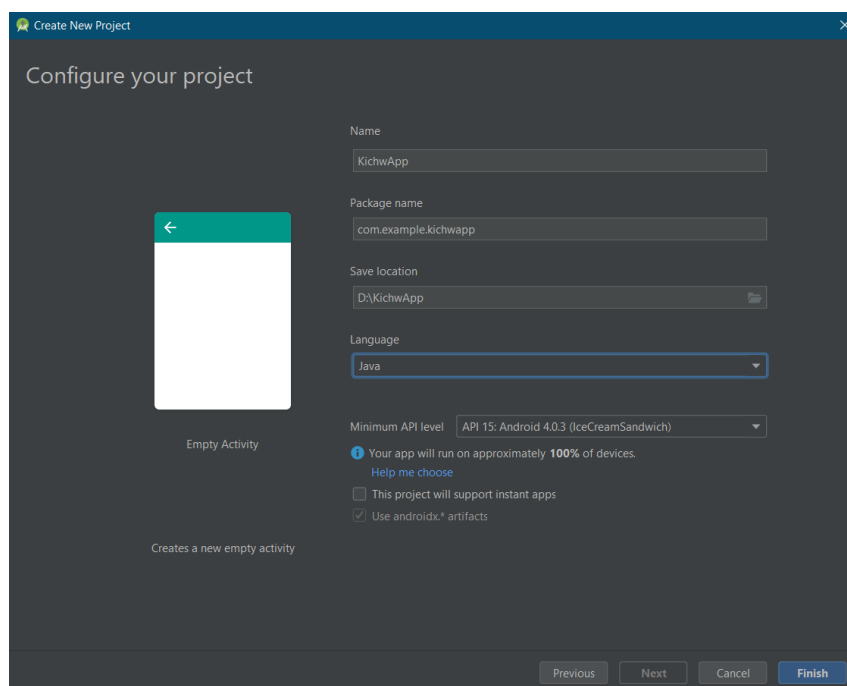 Create New Project
Configure your project
Name
KichwApp
Package name
com.example.kichwapp
Save location
D:\KichwApp
Language
Java
Minimum API level API 15: Android 4.0.3 (IceCreamSandwich)
Your app will run on approximately 100% of devices.
Help me choose
This project will support instant apps
Use androidx.* artifacts
Empty Activity
Creates a new empty activity
Previous Next Cancel Finish